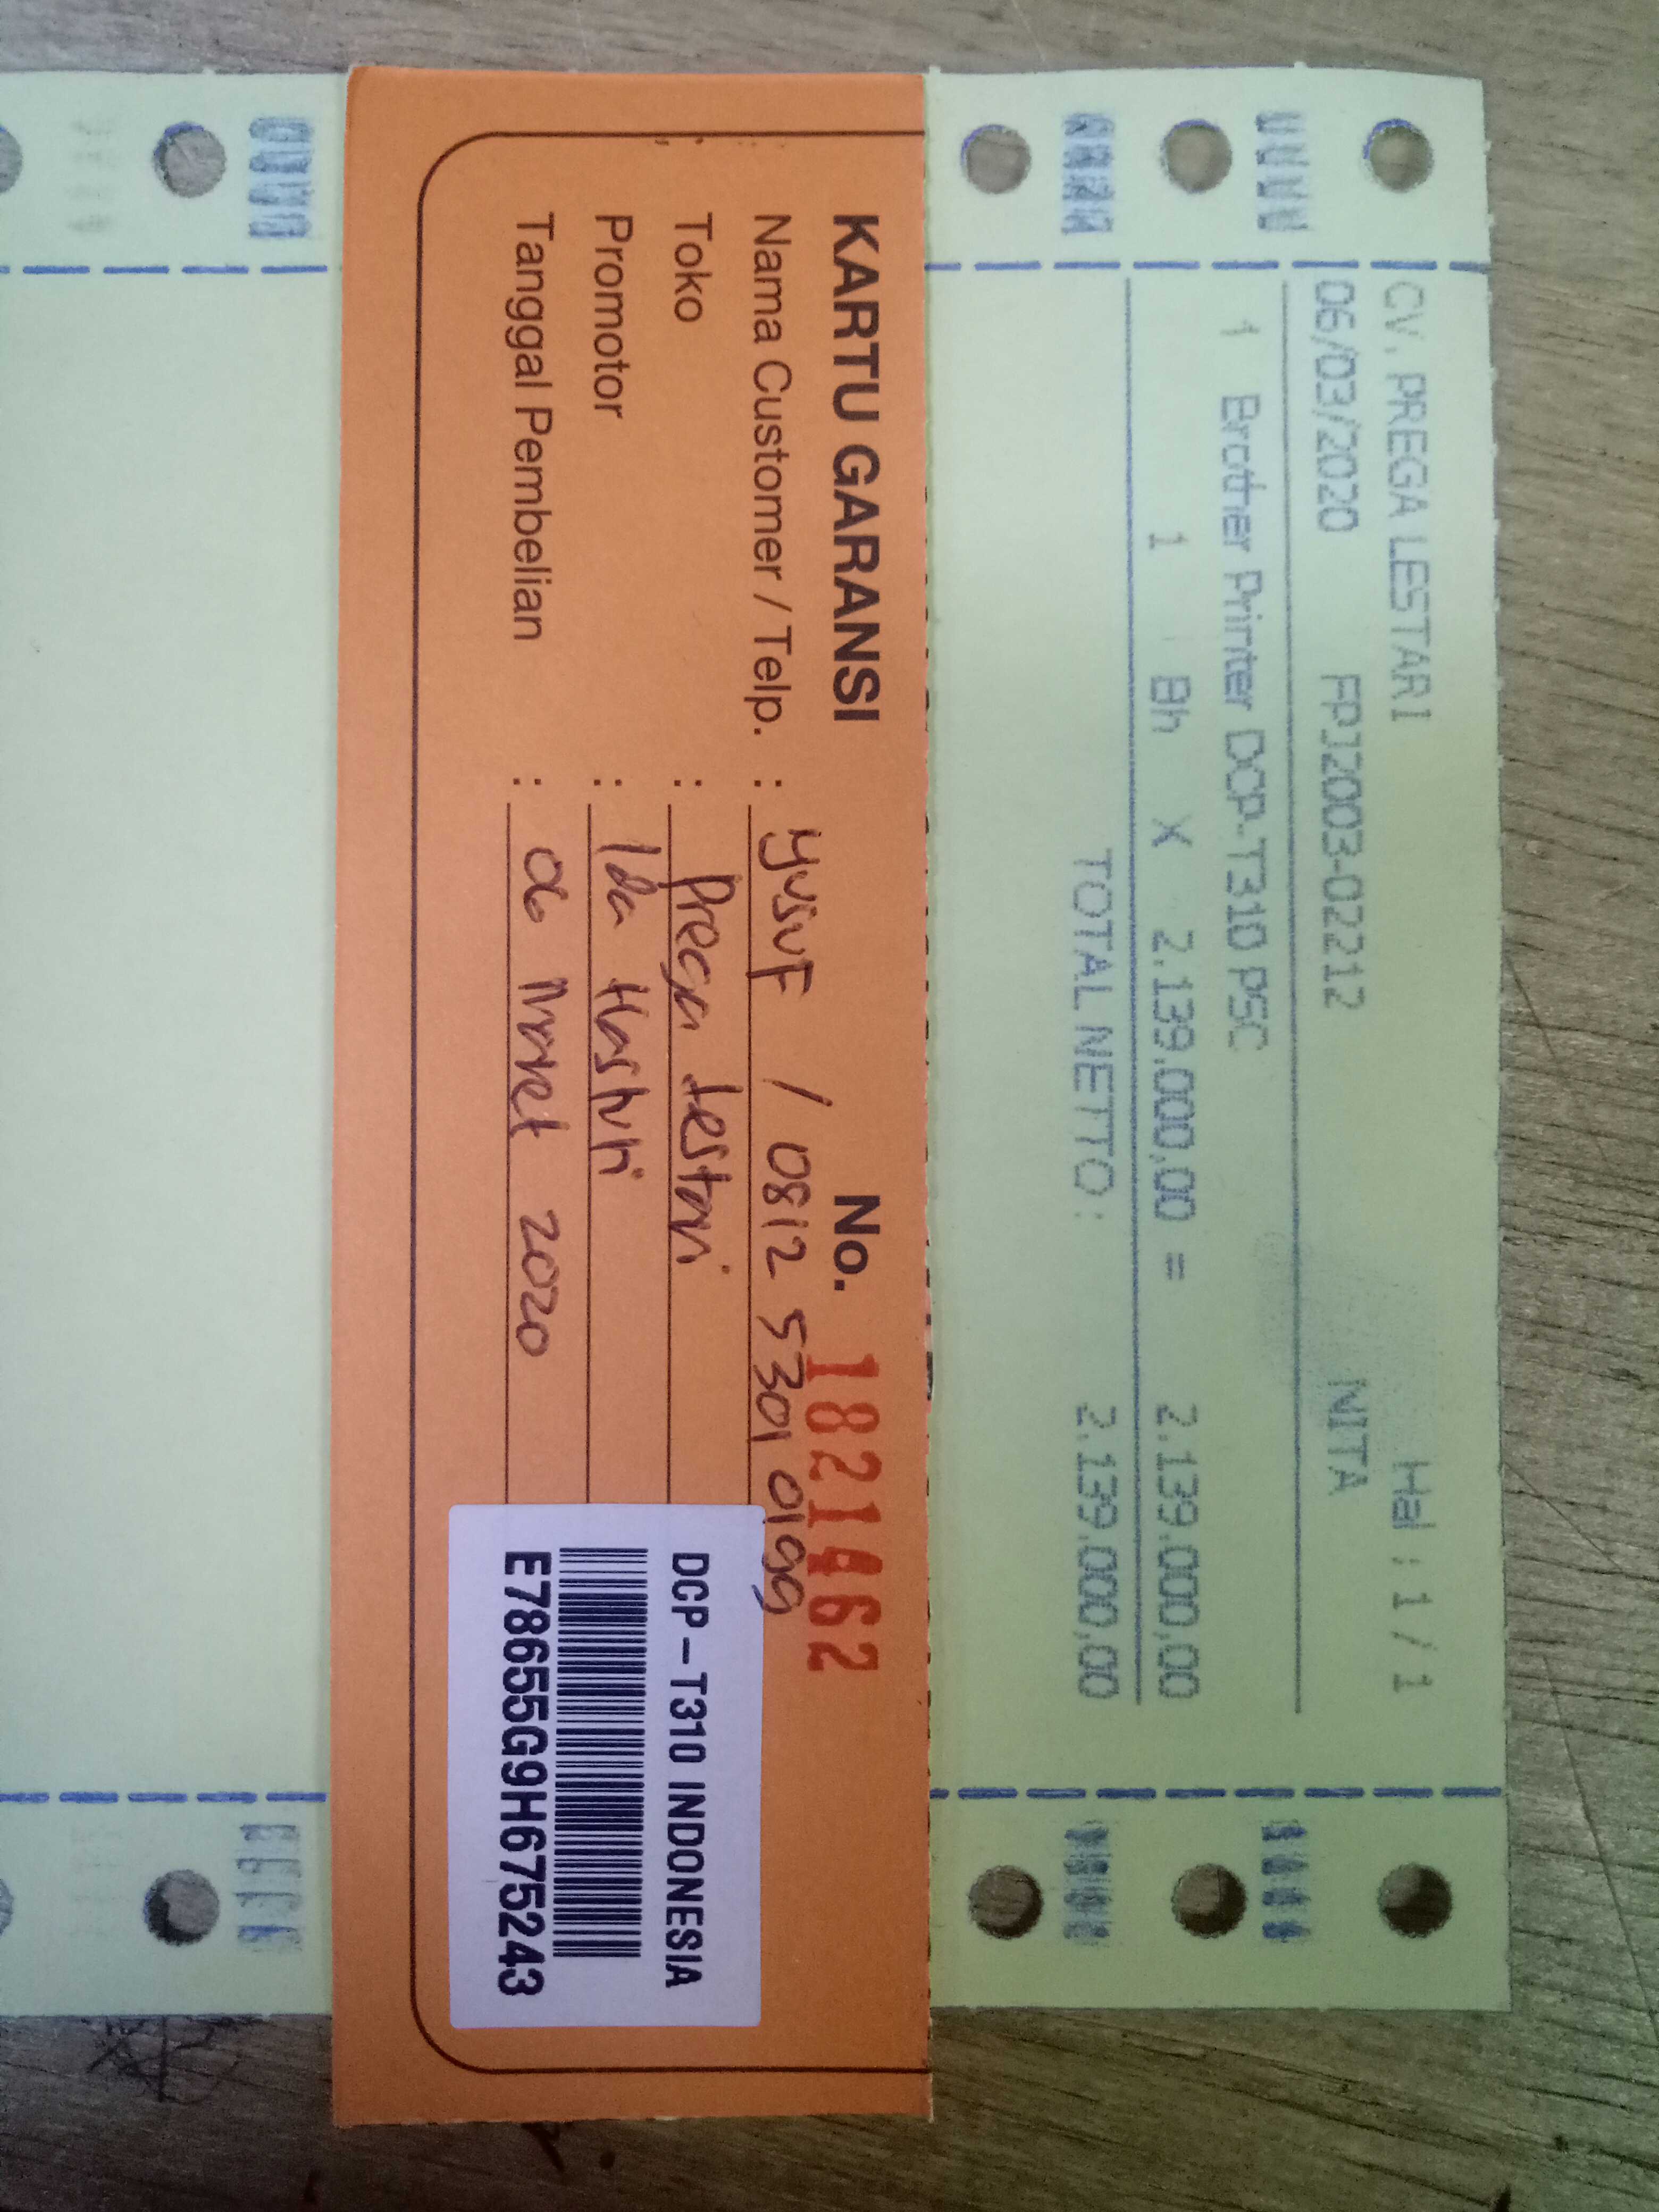 CV. PREGA LESTARI Hal : 1 / 1
06/03/2020 FPJ2003-02212 NITA
1 Brother Printer DCP-T310 PSC
1 Bh X 2.139.000,00 = 2.139.000,00
TOTAL NETTO : 2.139.000,00
KARTU GARANSI No. 1821462
Nama Customer / Telp. : Yusuf / 0812 5301 0199
Toko : Prega Lestari
Promotor : Ida Hastuti
Tanggal Pembelian : 06 Maret 2020
DCP-T310 INDONESIA
E78655G9H675243